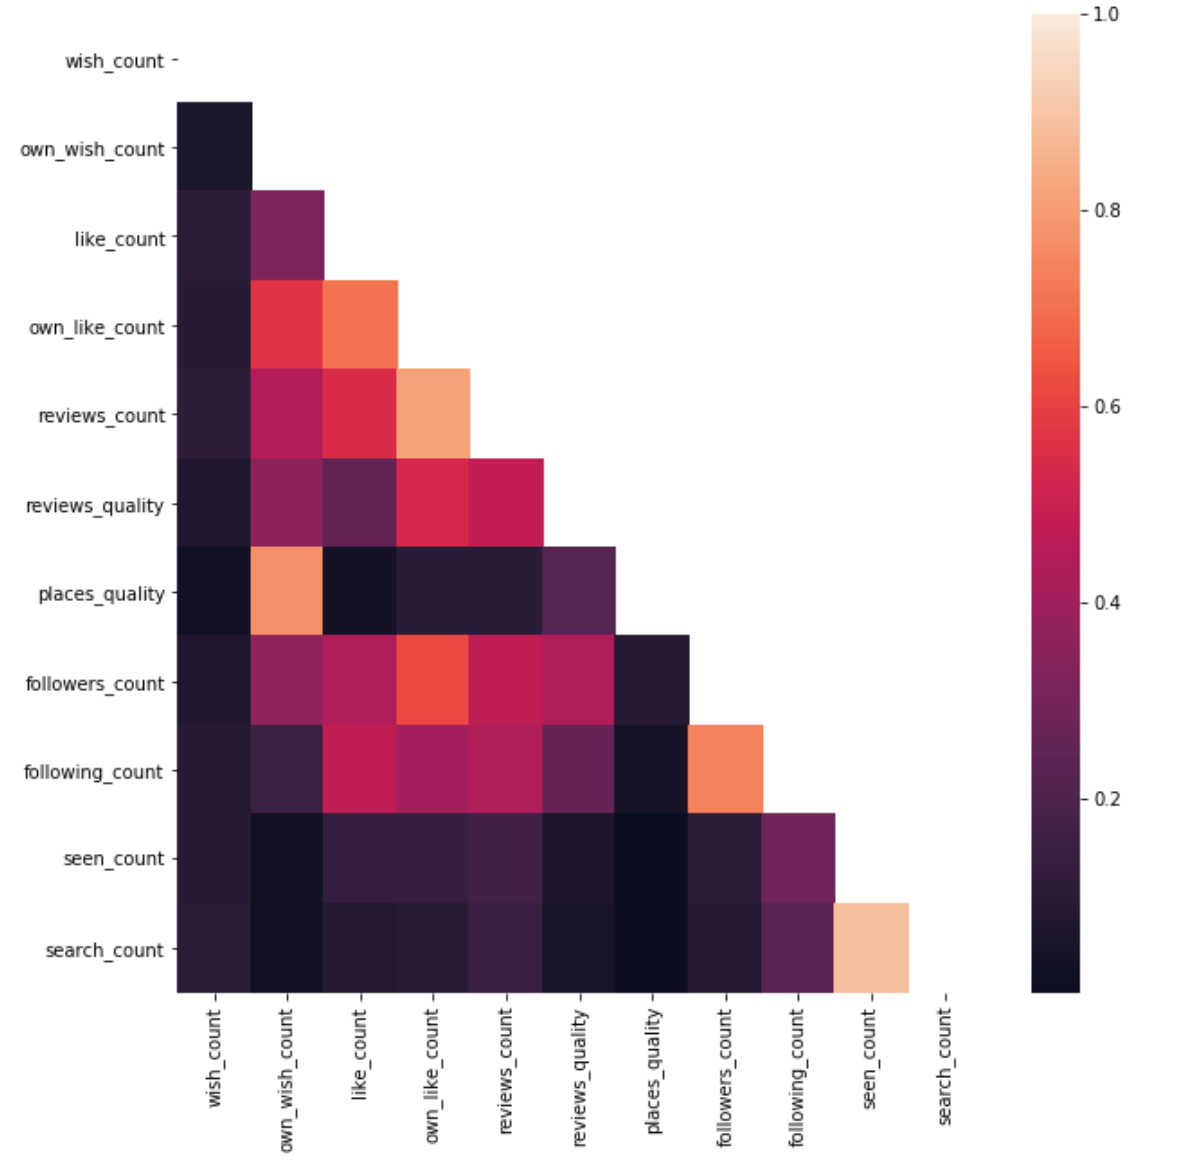 wish_count
own_wish_count
like_count
own_like_count
reviews_count
reviews_quality
places_quality
followers_count
following_count
seen_count
search_count
wish_count
own_wish_count
like_count
own_like_count
reviews_count
reviews_quality
places_quality
followers_count
following_count
seen_count
search_count
1.0
0.8
0.6
0.4
0.2